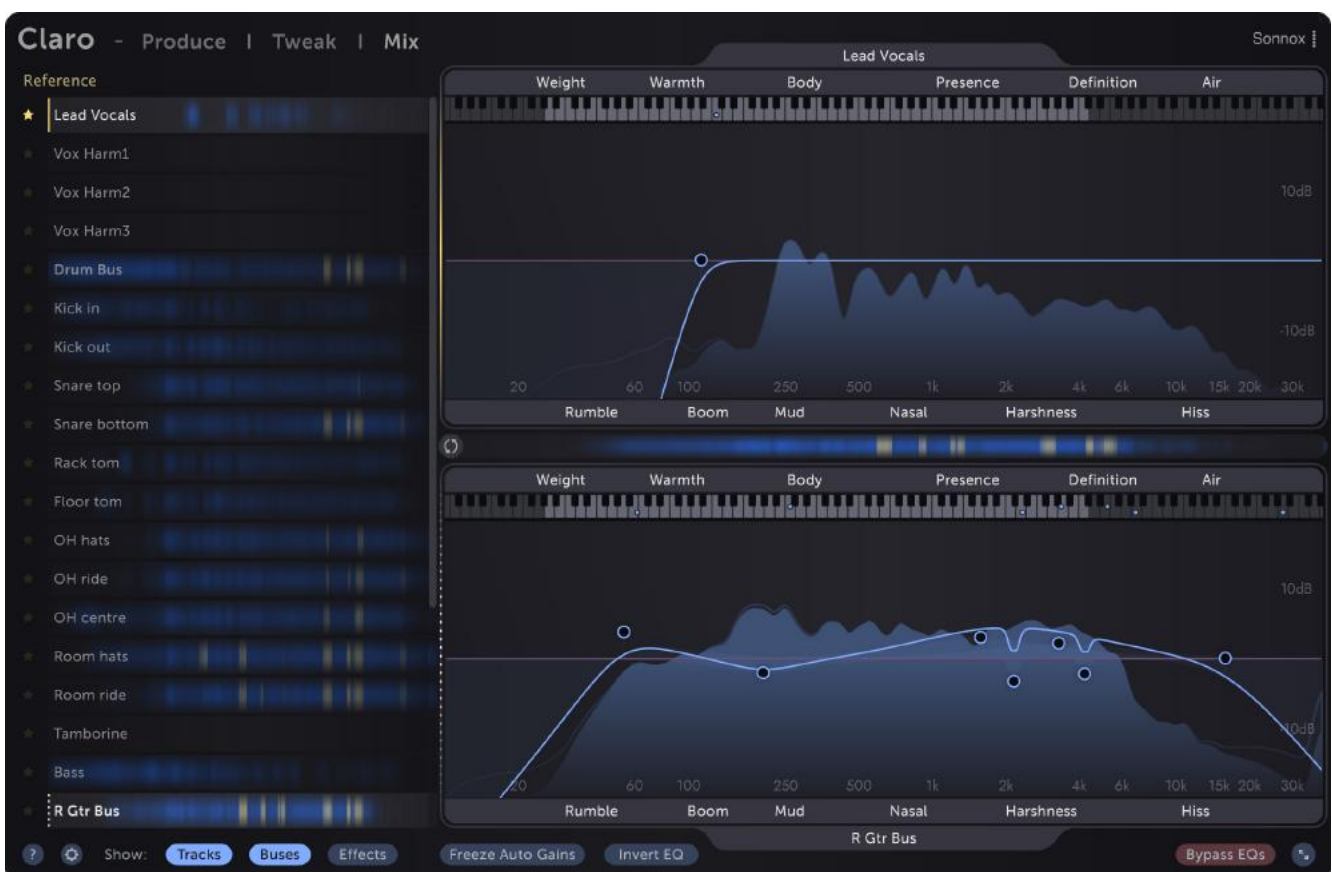 Claro - Produce | Tweak | Mix
Sonnox
Reference
Lead Vocals
Vox Harm1
Vox Harm2
Vox Harm3
Drum Bus
Kick in
Kick out
Snare top
Snare bottom
Rack tom
Floor tom
OH hats
OH ride
OH centre
Room hats
Room ride
Tamborine
Bass
R Gtr Bus
Lead Vocals
Weight Warmth Body Presence Definition Air
10dB
-10dB
20 60 100 250 500 1k 2k 4k 6k 10k 15k 20k 30k
Rumble Boom Mud Nasal Harshness Hiss
Weight Warmth Body Presence Definition Air
10dB
-10dB
20 60 100 250 500 1k 2k 4k 6k 10k 15k 20k 30k
Rumble Boom Mud Nasal Harshness Hiss
R Gtr Bus
? Show: Tracks Buses Effects Freeze Auto Gains Invert EQ Bypass EQs